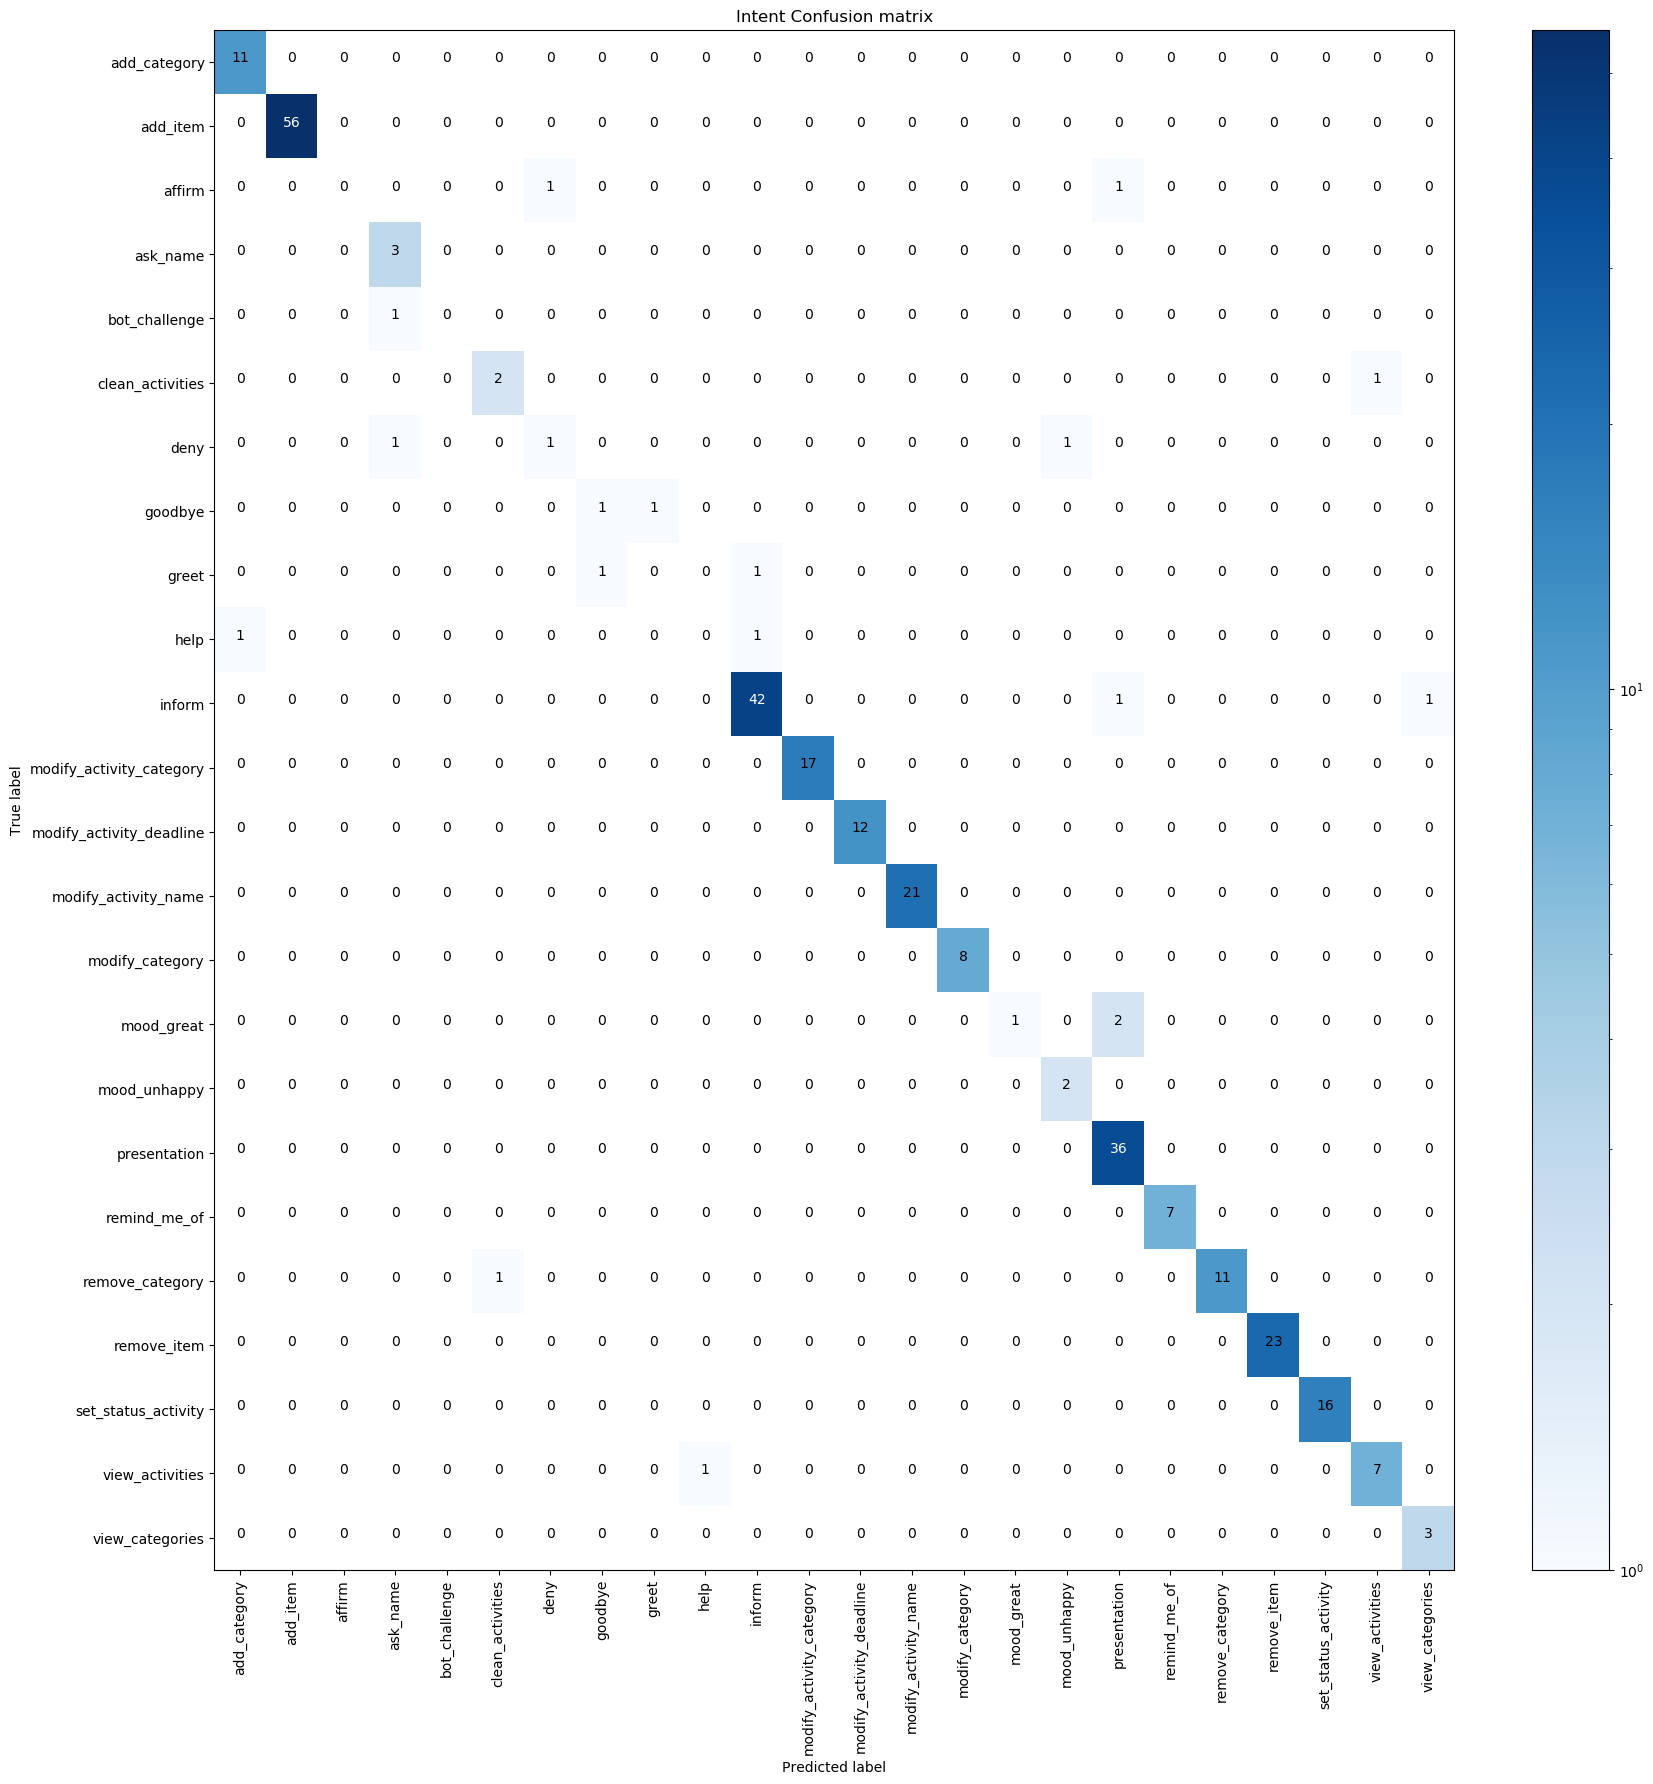 Intent Confusion matrix
add_category 11 0 0 0 0 0 0 0 0 0 0 0 0 0 0 0 0 0 0 0 0 0 0 0
add_item 0 56 0 0 0 0 0 0 0 0 0 0 0 0 0 0 0 0 0 0 0 0 0 0
affirm 0 0 0 0 0 0 1 0 0 0 0 0 0 0 0 0 0 1 0 0 0 0 0 0
ask_name 0 0 0 3 0 0 0 0 0 0 0 0 0 0 0 0 0 0 0 0 0 0 0 0
bot_challenge 0 0 0 1 0 0 0 0 0 0 0 0 0 0 0 0 0 0 0 0 0 0 0 0
clean_activities 0 0 0 0 0 2 0 0 0 0 0 0 0 0 0 0 0 0 0 0 0 0 1 0
deny 0 0 0 1 0 0 1 0 0 0 0 0 0 0 0 0 1 0 0 0 0 0 0 0
goodbye 0 0 0 0 0 0 0 1 1 0 0 0 0 0 0 0 0 0 0 0 0 0 0 0
greet 0 0 0 0 0 0 0 1 0 0 1 0 0 0 0 0 0 0 0 0 0 0 0 0
help 1 0 0 0 0 0 0 0 0 0 1 0 0 0 0 0 0 0 0 0 0 0 0 0
inform 0 0 0 0 0 0 0 0 0 0 42 0 0 0 0 0 0 1 0 0 0 0 0 1
modify_activity_category 0 0 0 0 0 0 0 0 0 0 0 17 0 0 0 0 0 0 0 0 0 0 0 0
modify_activity_deadline 0 0 0 0 0 0 0 0 0 0 0 0 12 0 0 0 0 0 0 0 0 0 0 0
modify_activity_name 0 0 0 0 0 0 0 0 0 0 0 0 0 21 0 0 0 0 0 0 0 0 0 0
modify_category 0 0 0 0 0 0 0 0 0 0 0 0 0 0 8 0 0 0 0 0 0 0 0 0
mood_great 0 0 0 0 0 0 0 0 0 0 0 0 0 0 0 1 0 2 0 0 0 0 0 0
mood_unhappy 0 0 0 0 0 0 0 0 0 0 0 0 0 0 0 0 2 0 0 0 0 0 0 0
presentation 0 0 0 0 0 0 0 0 0 0 0 0 0 0 0 0 0 36 0 0 0 0 0 0
remind_me_of 0 0 0 0 0 0 0 0 0 0 0 0 0 0 0 0 0 0 7 0 0 0 0 0
remove_category 0 0 0 0 0 1 0 0 0 0 0 0 0 0 0 0 0 0 0 11 0 0 0 0
remove_item 0 0 0 0 0 0 0 0 0 0 0 0 0 0 0 0 0 0 0 0 23 0 0 0
set_status_activity 0 0 0 0 0 0 0 0 0 0 0 0 0 0 0 0 0 0 0 0 0 16 0 0
view_activities 0 0 0 0 0 0 0 0 0 1 0 0 0 0 0 0 0 0 0 0 0 0 7 0
view_categories 0 0 0 0 0 0 0 0 0 0 0 0 0 0 0 0 0 0 0 0 0 0 0 3
True label
add_category
add_item
affirm
ask_name
bot_challenge
clean_activities
deny
goodbye
greet
help
inform
modify_activity_category
modify_activity_deadline
modify_activity_name
modify_category
mood_great
mood_unhappy
presentation
remind_me_of
remove_category
remove_item
set_status_activity
view_activities
view_categories
Predicted label
10¹
10⁰